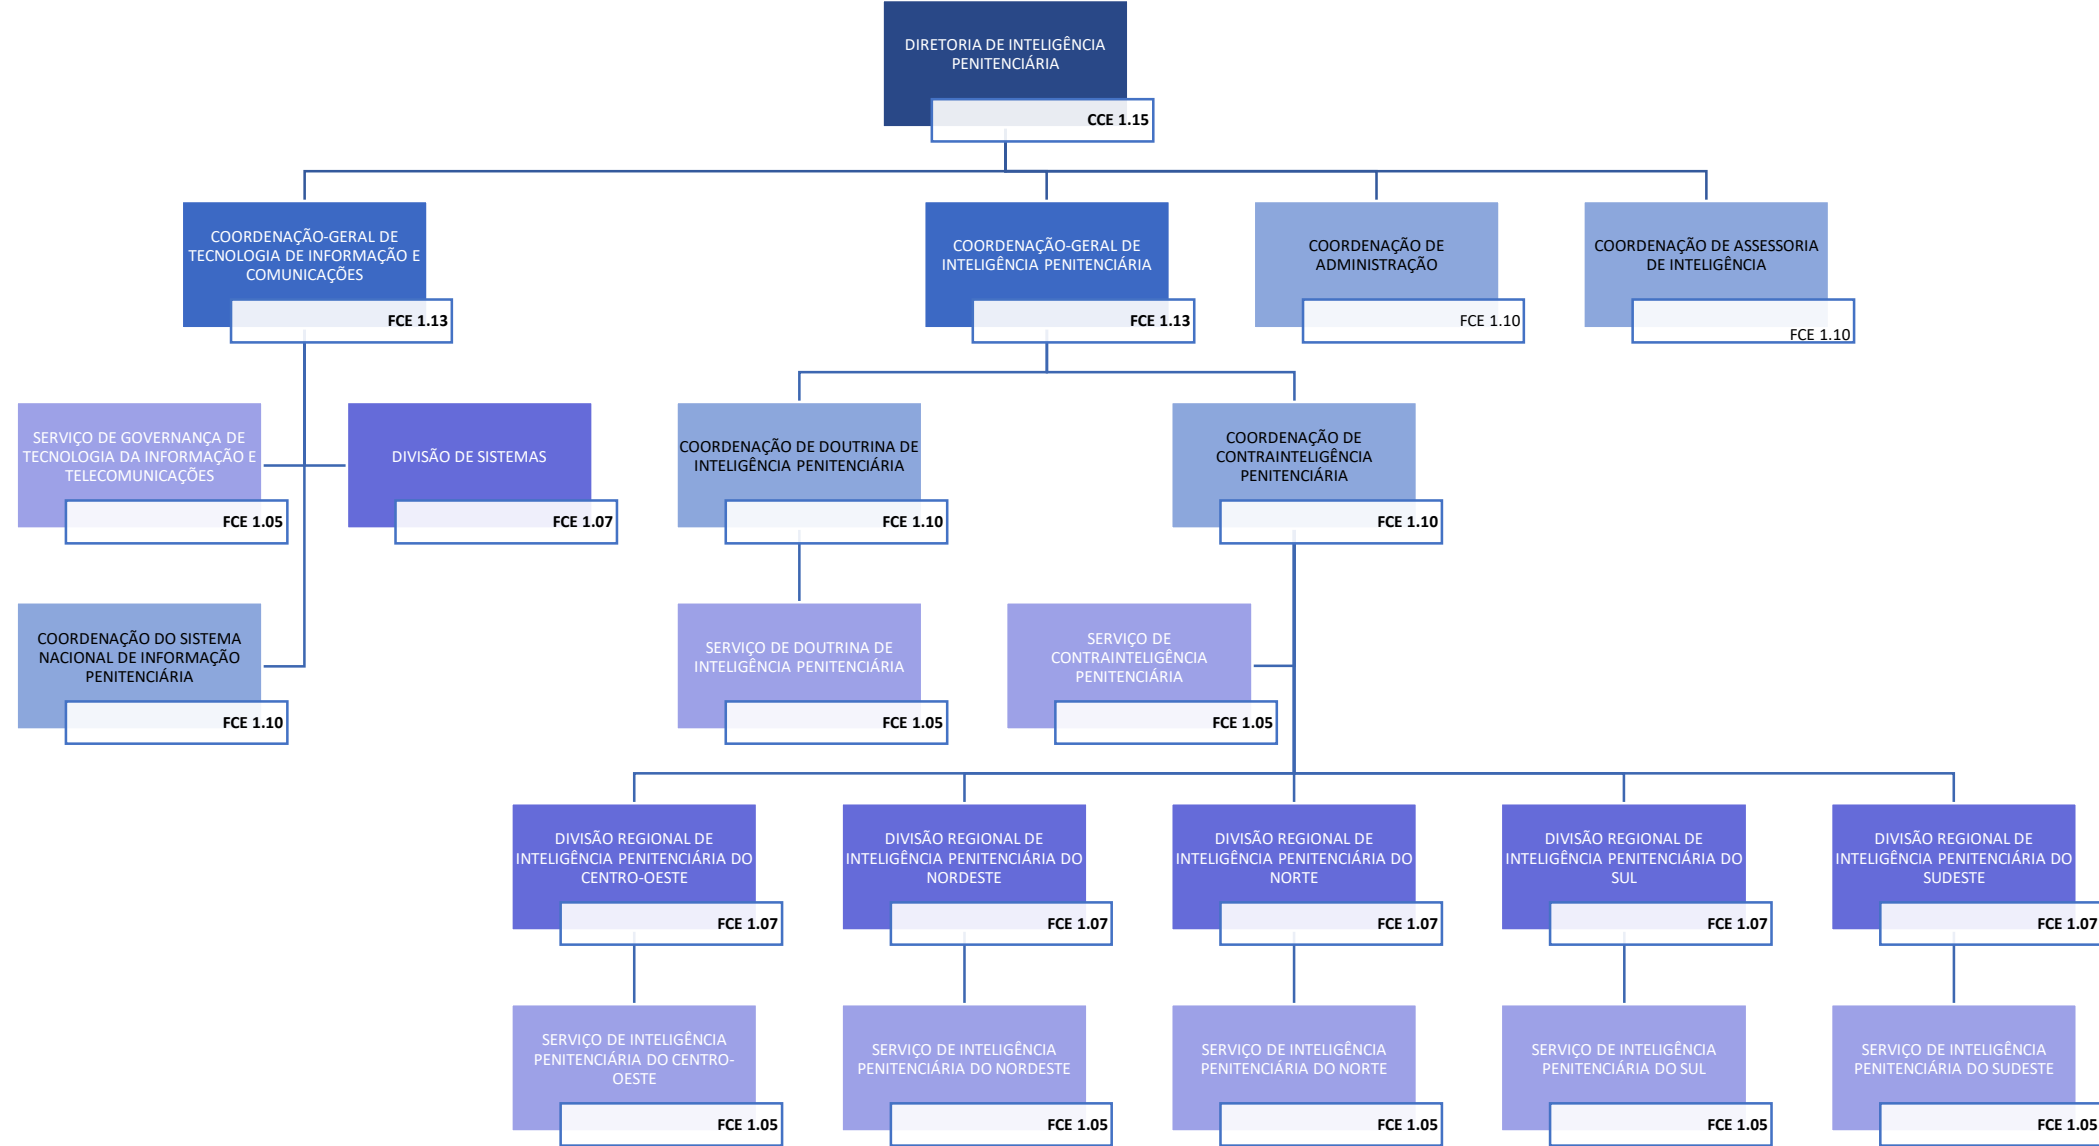 DIRETORIA DE INTELIGÊNCIA
PENITENCIÁRIA
CCE 1.15
COORDENAÇÃO-GERAL DE
TECNOLOGIA DE INFORMAÇÃO E
COMUNICAÇÕES
FCE 1.13
COORDENAÇÃO-GERAL DE
INTELIGÊNCIA PENITENCIÁRIA
FCE 1.13
COORDENAÇÃO DE
ADMINISTRAÇÃO
FCE 1.10
COORDENAÇÃO DE ASSESSORIA
DE INTELIGÊNCIA
FCE 1.10
SERVIÇO DE GOVERNANÇA DE
TECNOLOGIA DA INFORMAÇÃO E
TELECOMUNICAÇÕES
FCE 1.05
DIVISÃO DE SISTEMAS
FCE 1.07
COORDENAÇÃO DE DOUTRINA DE
INTELIGÊNCIA PENITENCIÁRIA
FCE 1.10
COORDENAÇÃO DE
CONTRAINTELIGÊNCIA
PENITENCIÁRIA
FCE 1.10
COORDENAÇÃO DO SISTEMA
NACIONAL DE INFORMAÇÃO
PENITENCIÁRIA
FCE 1.10
SERVIÇO DE DOUTRINA DE
INTELIGÊNCIA PENITENCIÁRIA
FCE 1.05
SERVIÇO DE
CONTRAINTELIGÊNCIA
PENITENCIÁRIA
FCE 1.05
DIVISÃO REGIONAL DE
INTELIGÊNCIA PENITENCIÁRIA DO
CENTRO-OESTE
FCE 1.07
DIVISÃO REGIONAL DE
INTELIGÊNCIA PENITENCIÁRIA DO
NORDESTE
FCE 1.07
DIVISÃO REGIONAL DE
INTELIGÊNCIA PENITENCIÁRIA DO
NORTE
FCE 1.07
DIVISÃO REGIONAL DE
INTELIGÊNCIA PENITENCIÁRIA DO
SUL
FCE 1.07
DIVISÃO REGIONAL DE
INTELIGÊNCIA PENITENCIÁRIA DO
SUDESTE
FCE 1.07
SERVIÇO DE INTELIGÊNCIA
PENITENCIÁRIA DO CENTRO-
OESTE
FCE 1.05
SERVIÇO DE INTELIGÊNCIA
PENITENCIÁRIA DO NORDESTE
FCE 1.05
SERVIÇO DE INTELIGÊNCIA
PENITENCIÁRIA DO NORTE
FCE 1.05
SERVIÇO DE INTELIGÊNCIA
PENITENCIÁRIA DO SUL
FCE 1.05
SERVIÇO DE INTELIGÊNCIA
PENITENCIÁRIA DO SUDESTE
FCE 1.05